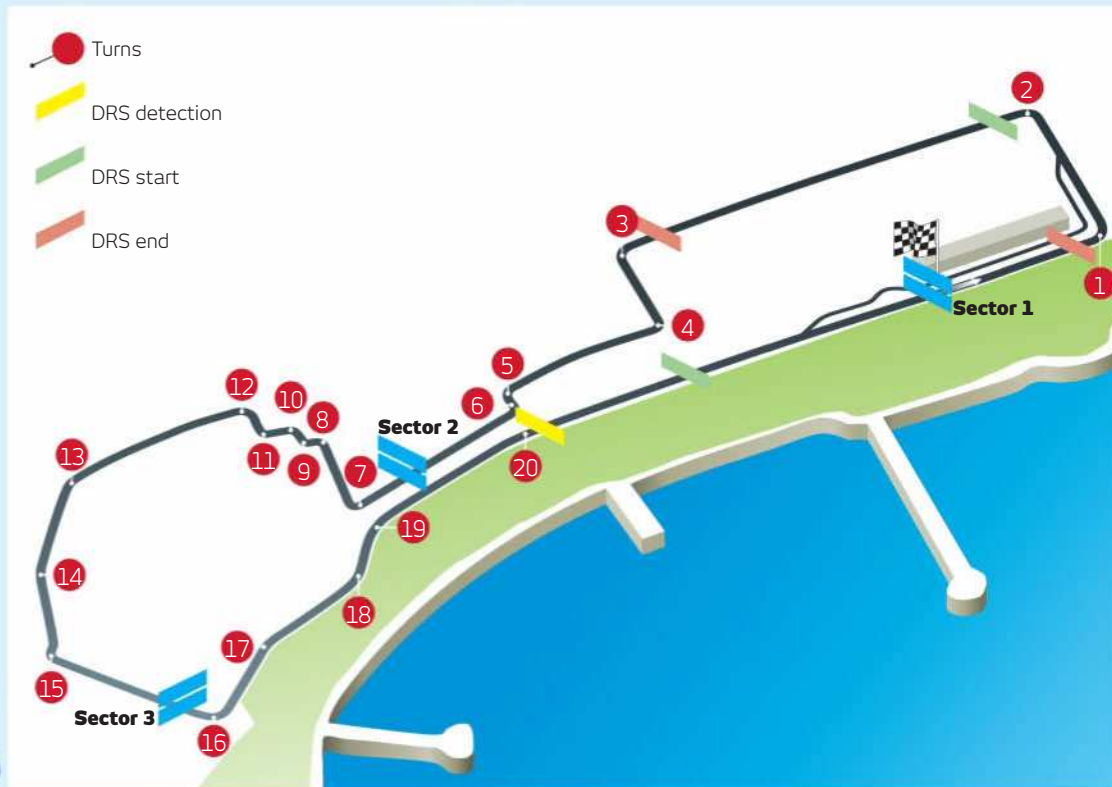 Turns
DRS detection
DRS start
DRS end
2
3
1
Sector 1
4
5
12
10
6
8
Sector 2
13
11
9
7
20
19
14
18
17
15
Sector 3
16